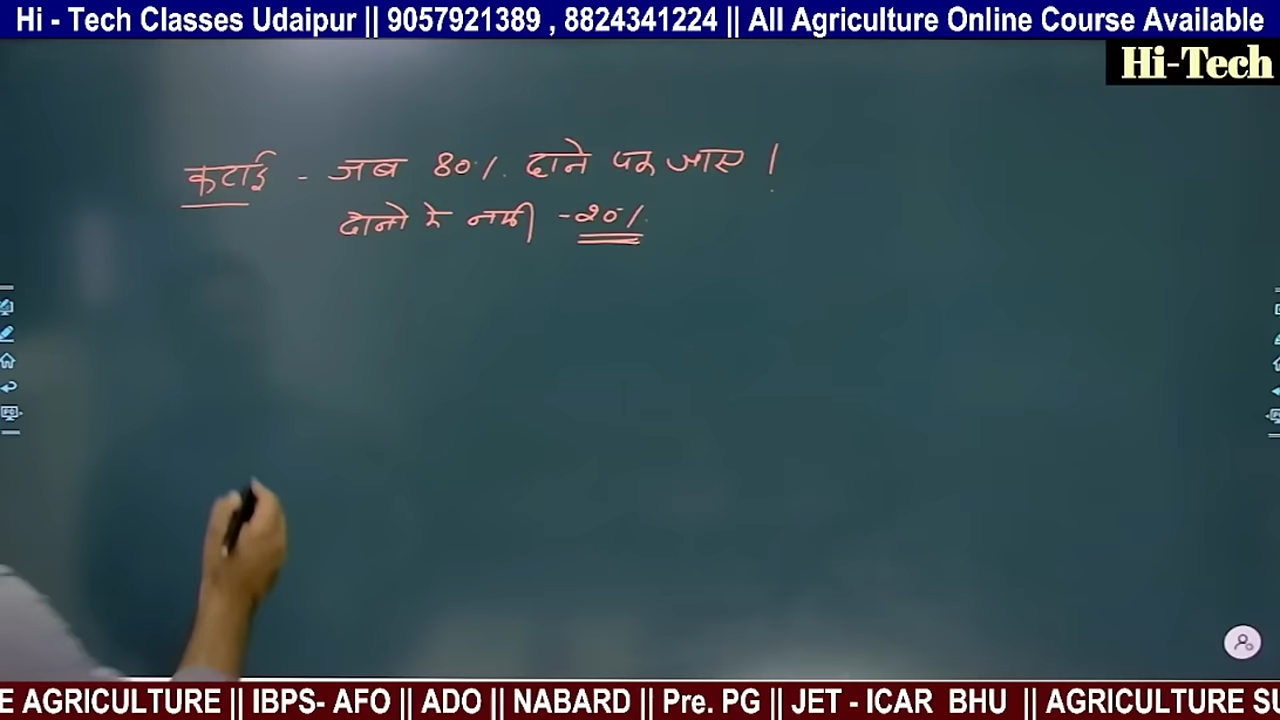 Hi - Tech Classes Udaipur || 9057921389 , 8824341224 || All Agriculture Online Course Available
Hi-Tech
कटाई - जब 80% दाने पक जाए।
दानो मे नमी - 20%
E AGRICULTURE || IBPS- AFO || ADO || NABARD || Pre. PG || JET - ICAR BHU || AGRICULTURE SU